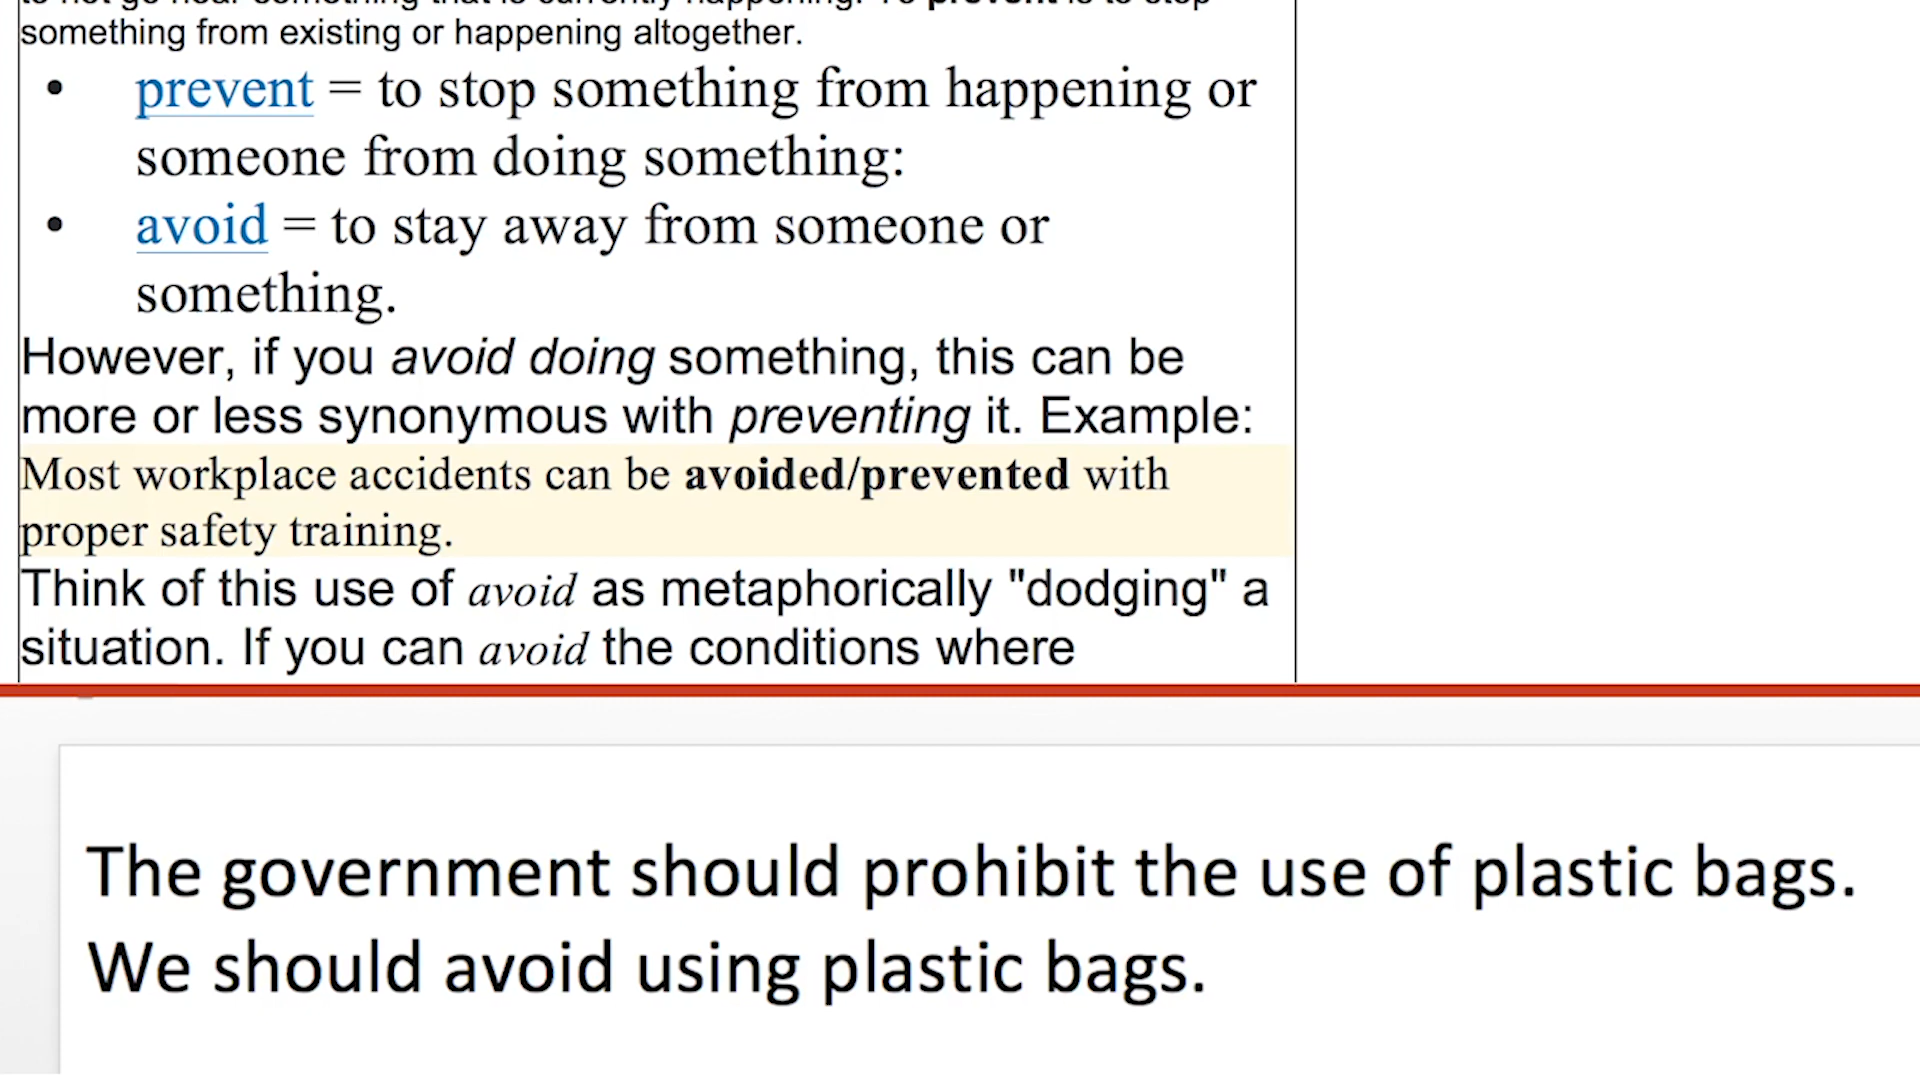 something from existing or happening altogether.
• prevent = to stop something from happening or
someone from doing something:
• avoid = to stay away from someone or
something.
However, if you avoid doing something, this can be
more or less synonymous with preventing it. Example:
Most workplace accidents can be avoided/prevented with
proper safety training.
Think of this use of avoid as metaphorically "dodging" a
situation. If you can avoid the conditions where
The government should prohibit the use of plastic bags.
We should avoid using plastic bags.